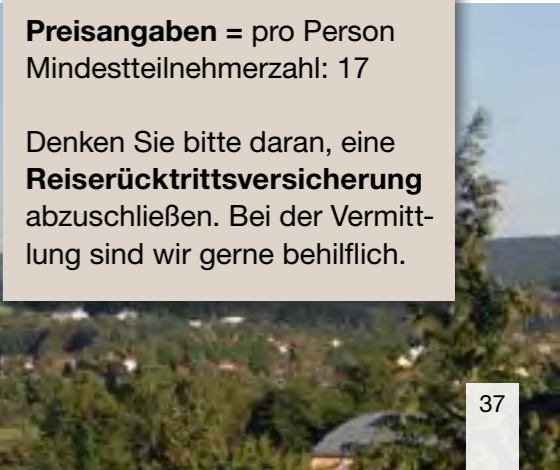 Preisangaben = pro Person
Mindestteilnehmerzahl: 17
Denken Sie bitte daran, eine
Reiserücktrittsversicherung
abzuschließen. Bei der Vermitt-
lung sind wir gerne behilflich.
37